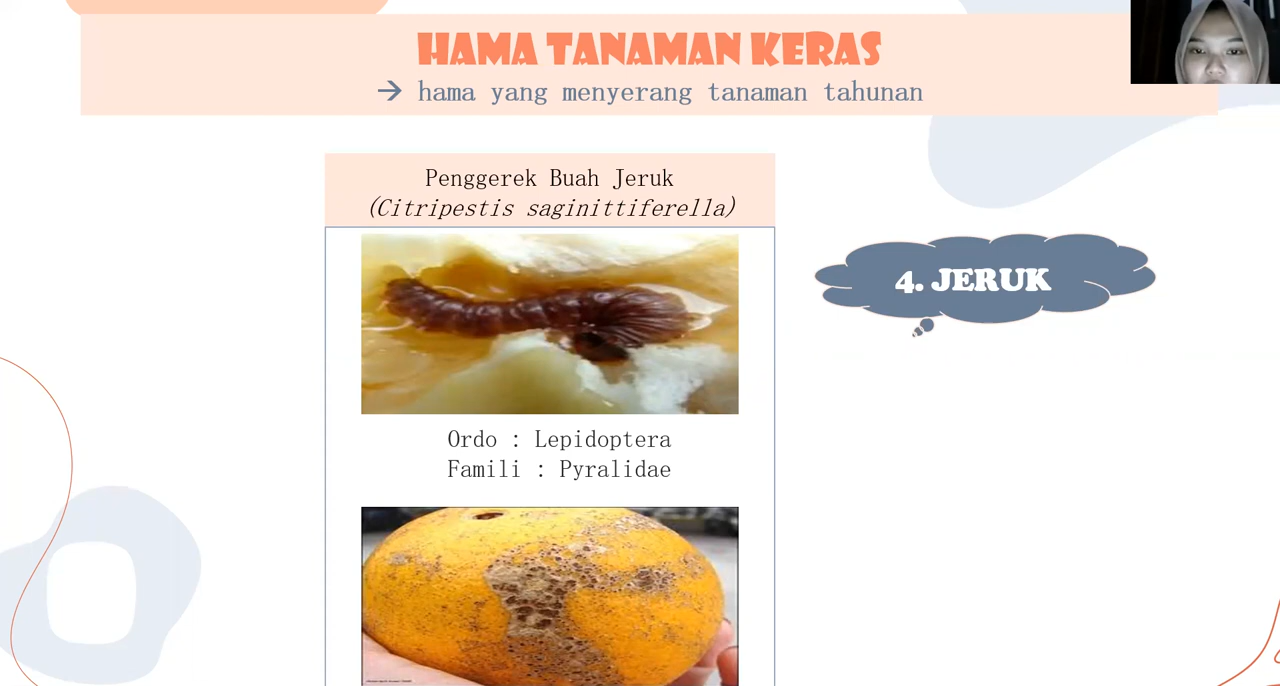 HAMA TANAMAN KERAS
→ hama yang menyerang tanaman tahunan
Penggerek Buah Jeruk
(Citripestis saginittiferella)
4. JERUK
Ordo : Lepidoptera
Famili : Pyralidae